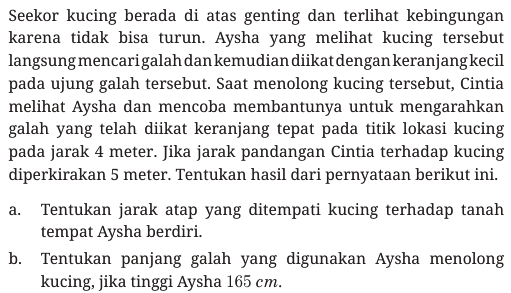 Seekor kucing berada di atas genting dan terlihat kebingungan
karena tidak bisa turun. Aysha yang melihat kucing tersebut
langsung mencari galah dan kemudian diikat dengan keranjang kecil
pada ujung galah tersebut. Saat menolong kucing tersebut, Cintia
melihat Aysha dan mencoba membantunya untuk mengarahkan
galah yang telah diikat keranjang tepat pada titik lokasi kucing
pada jarak 4 meter. Jika jarak pandangan Cintia terhadap kucing
diperkirakan 5 meter. Tentukan hasil dari pernyataan berikut ini.
a. Tentukan jarak atap yang ditempati kucing terhadap tanah
tempat Aysha berdiri.
b. Tentukan panjang galah yang digunakan Aysha menolong
kucing, jika tinggi Aysha 165 cm.